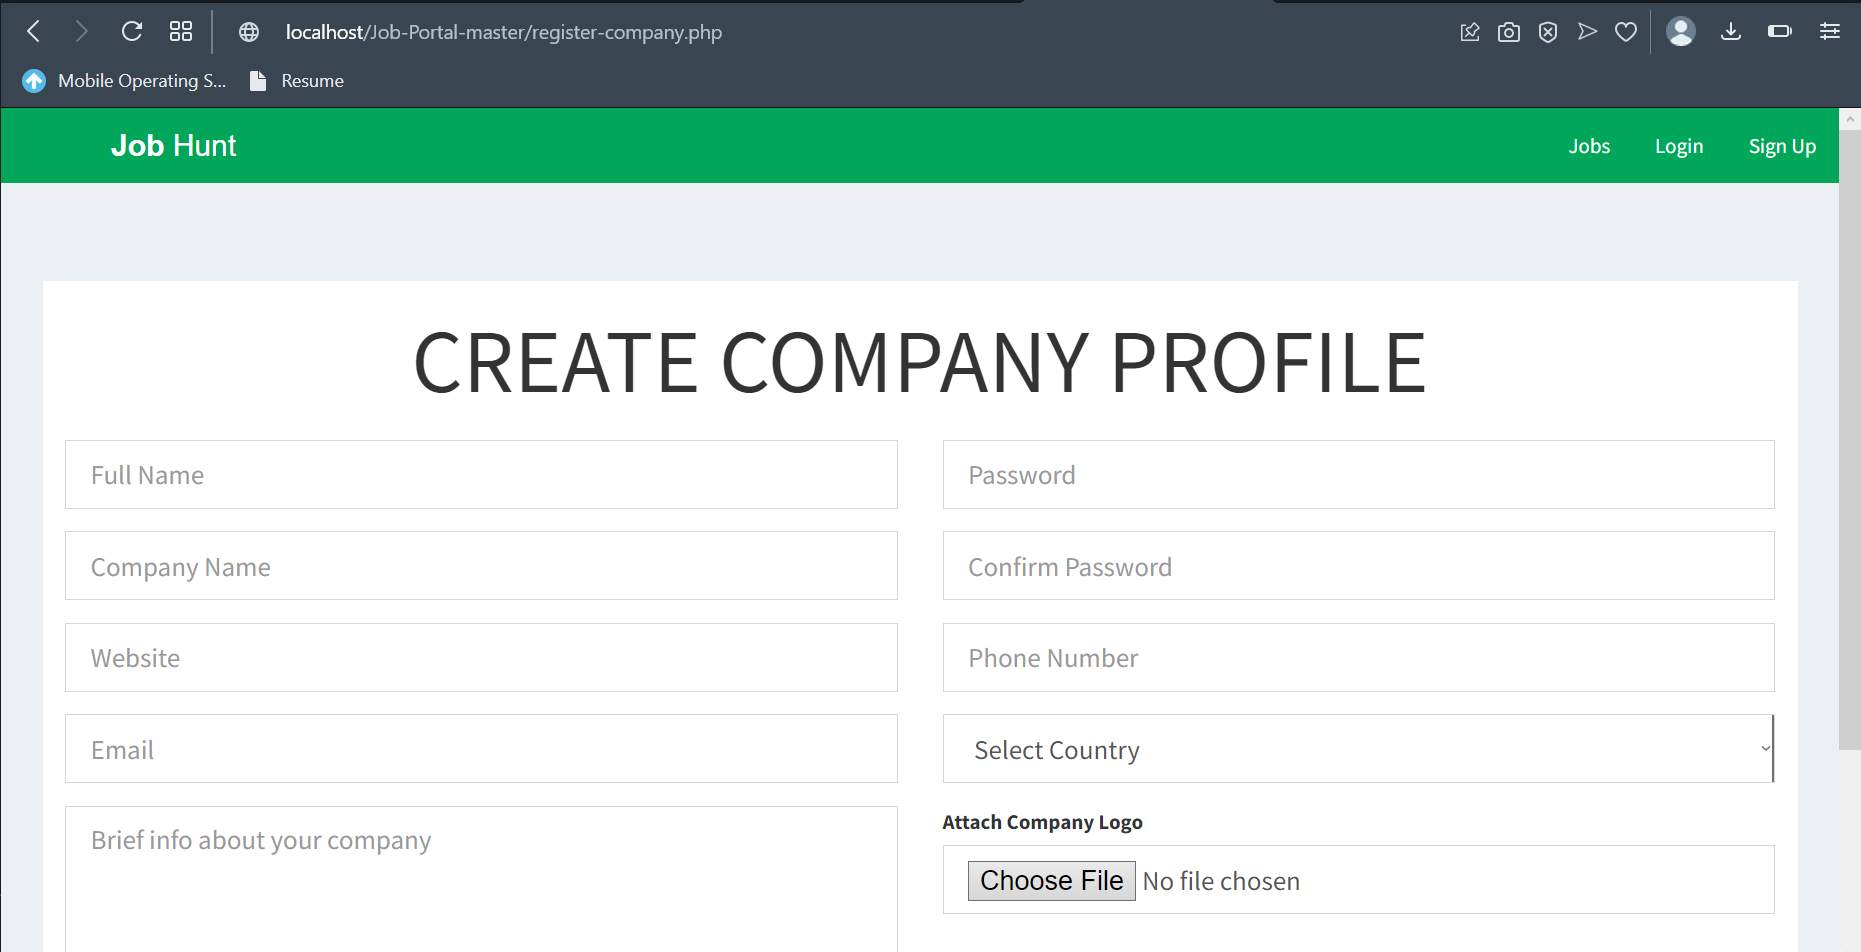 localhost/Job-Portal-master/register-company.php
Mobile Operating S... Resume
Job Hunt Jobs Login Sign Up
CREATE COMPANY PROFILE
Full Name
Password
Company Name
Confirm Password
Website
Phone Number
Email
Select Country
Brief info about your company
Attach Company Logo
Choose File No file chosen